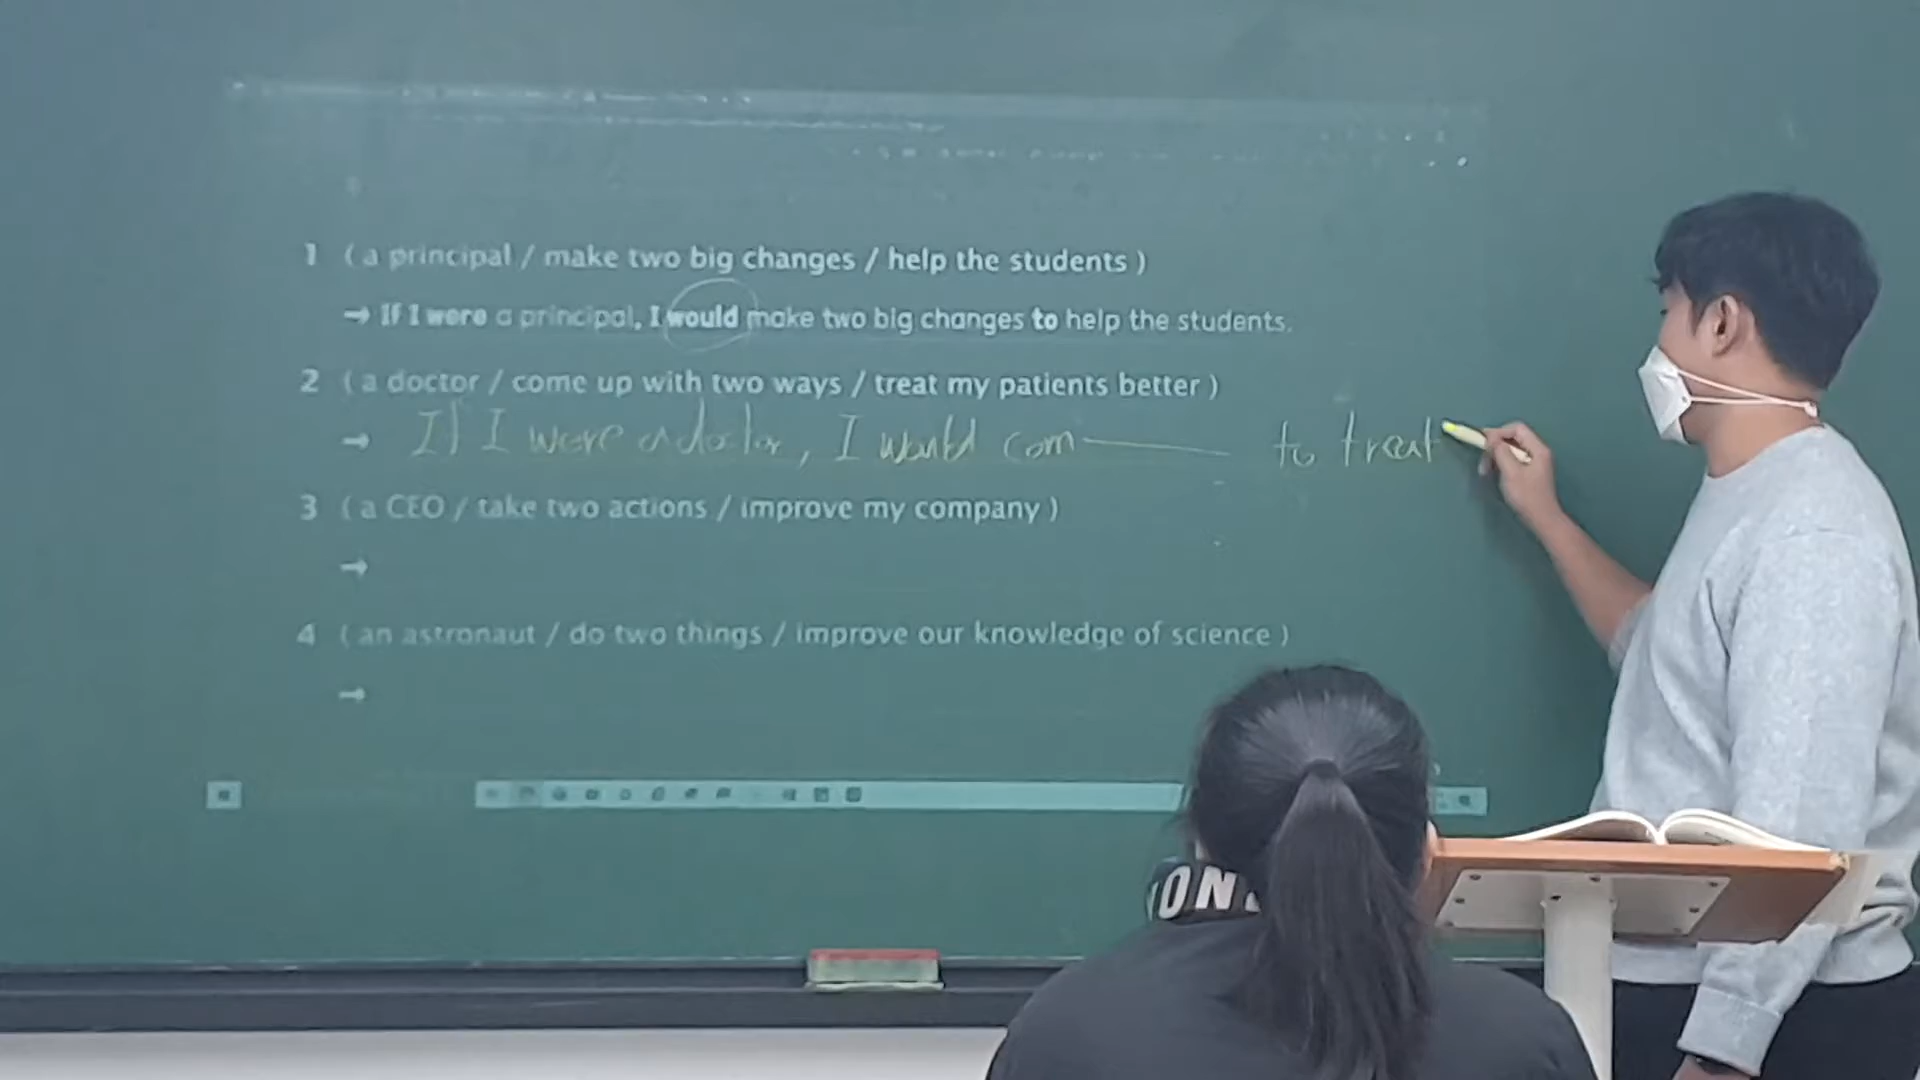 1 ( a principal / make two big changes / help the students )
→ If I were a principal, I would make two big changes to help the students.
2 ( a doctor / come up with two ways / treat my patients better )
→ If I were a doctor, I would com to treat
3 ( a CEO / take two actions / improve my company )
→
4 ( an astronaut / do two things / improve our knowledge of science )
→